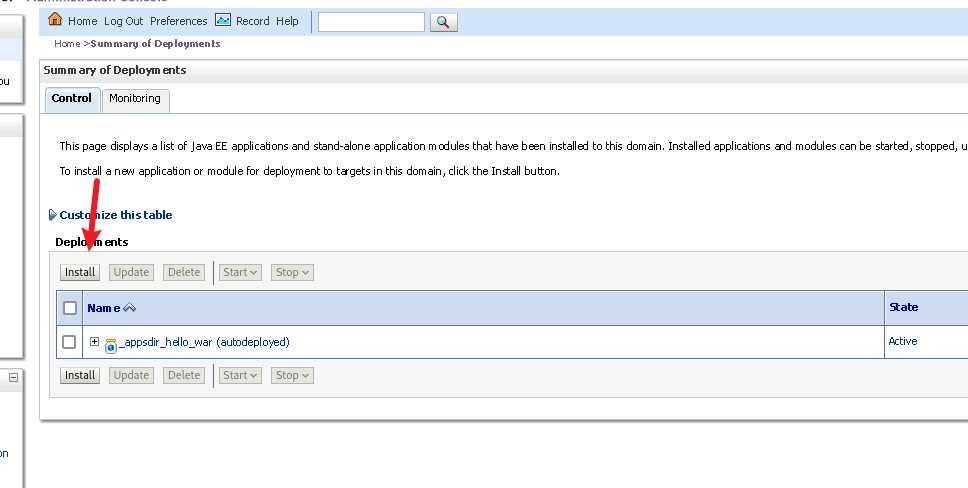 Administration Console
Home Log Out Preferences Record Help
Home >Summary of Deployments
ou
Summary of Deployments
Control Monitoring
This page displays a list of Java EE applications and stand-alone application modules that have been installed to this domain. Installed applications and modules can be started, stopped, u
To install a new application or module for deployment to targets in this domain, click the Install button.
Customize this table
Deployments
Install Update Delete Start Stop
Name State
_appsdir_hello_war (autodeployed) Active
Install Update Delete Start Stop
on